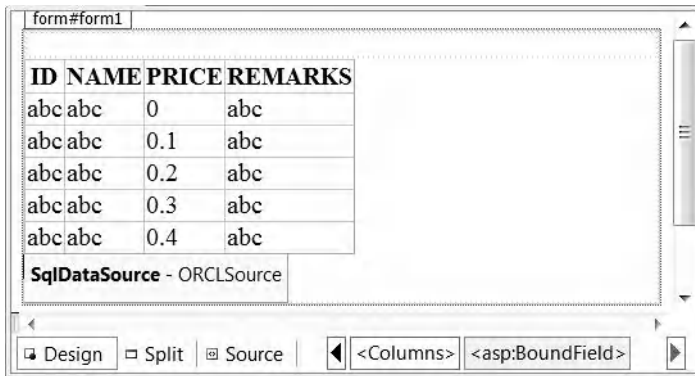 form#form1
ID NAME PRICE REMARKS
abc abc 0 abc
abc abc 0.1 abc
abc abc 0.2 abc
abc abc 0.3 abc
abc abc 0.4 abc
SqlDataSource - ORCLSource
Design Split Source <Columns> <asp:BoundField>